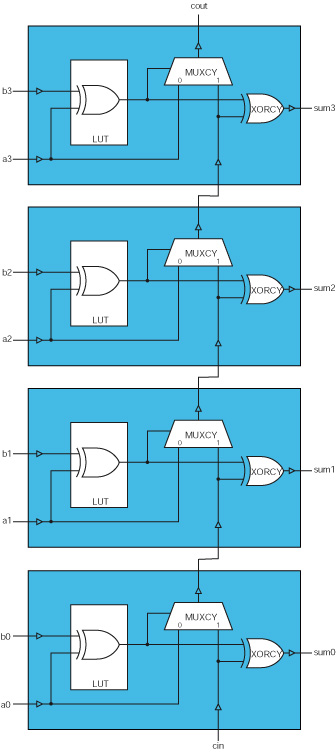 cout
b3
MUXCY
0 1
XORCY
sum3
LUT
a3
b2
MUXCY
0 1
XORCY
sum2
LUT
a2
b1
MUXCY
0 1
XORCY
sum1
LUT
a1
b0
MUXCY
0 1
XORCY
sum0
LUT
a0
cin